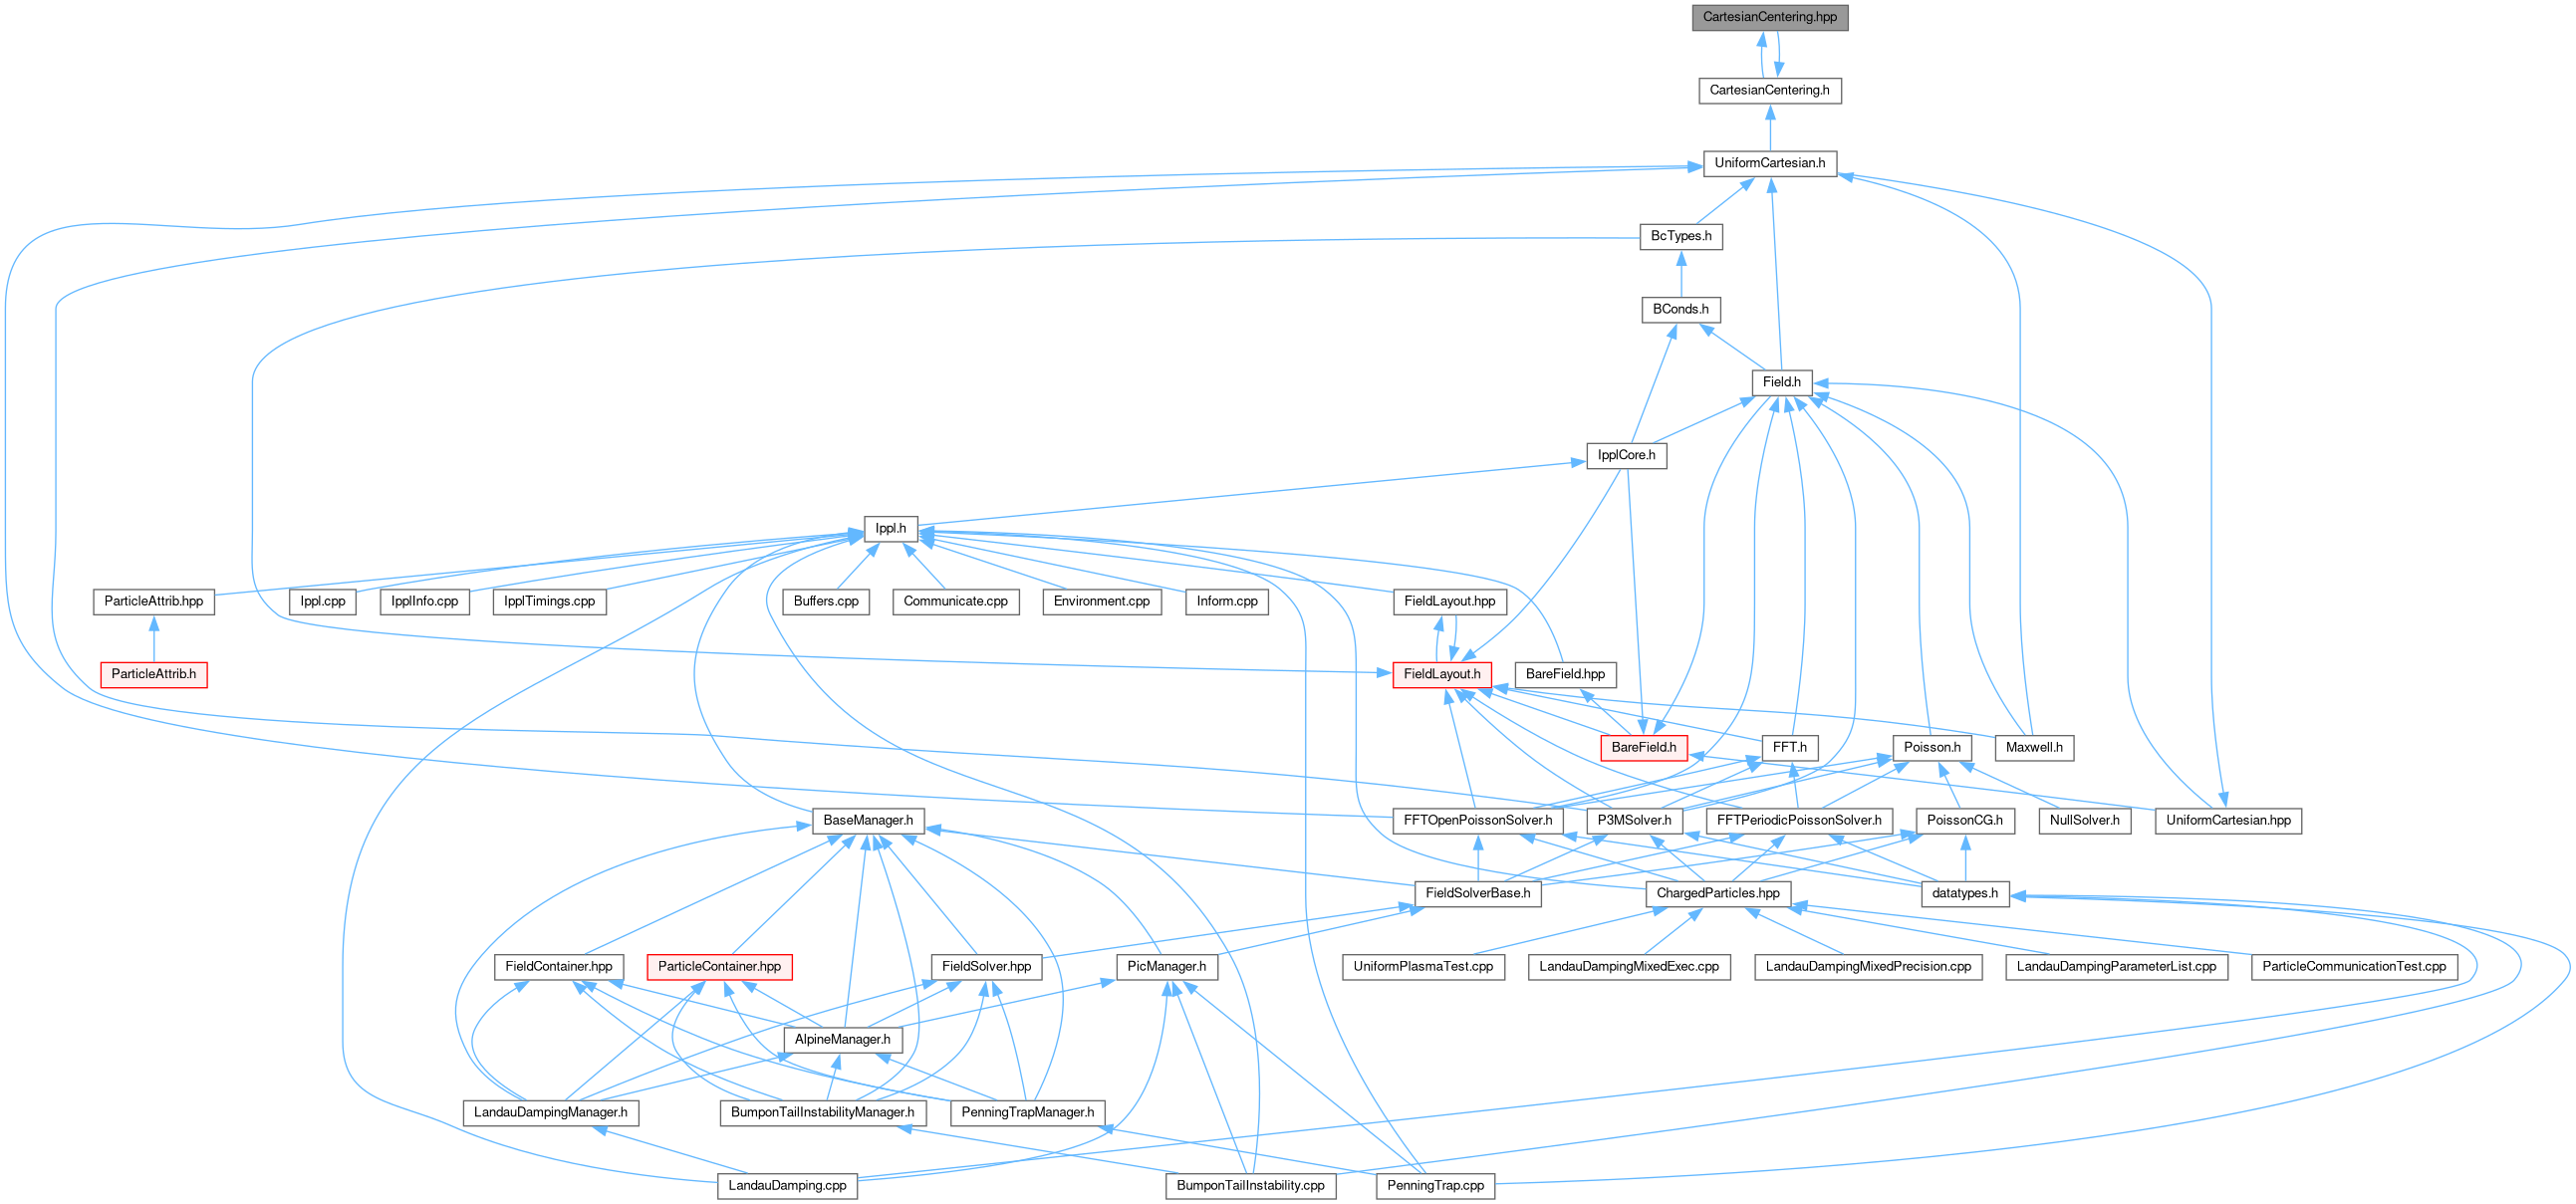 CartesianCentering.hpp
CartesianCentering.h
UniformCartesian.h
BcTypes.h
BConds.h
Field.h
IpplCore.h
Ippl.h
ParticleAttrib.hpp
Ippl.cpp
IpplInfo.cpp
IpplTimings.cpp
Buffers.cpp
Communicate.cpp
Environment.cpp
Inform.cpp
FieldLayout.hpp
ParticleAttrib.h
FieldLayout.h
BareField.hpp
BareField.h
FFT.h
Poisson.h
Maxwell.h
BaseManager.h
FFTOpenPoissonSolver.h
P3MSolver.h
FFTPeriodicPoissonSolver.h
PoissonCG.h
NullSolver.h
UniformCartesian.hpp
FieldSolverBase.h
ChargedParticles.hpp
datatypes.h
FieldContainer.hpp
ParticleContainer.hpp
FieldSolver.hpp
PicManager.h
UniformPlasmaTest.cpp
LandauDampingMixedExec.cpp
LandauDampingMixedPrecision.cpp
LandauDampingParameterList.cpp
ParticleCommunicationTest.cpp
AlpineManager.h
LandauDampingManager.h
BumponTailInstabilityManager.h
PenningTrapManager.h
LandauDamping.cpp
BumponTailInstability.cpp
PenningTrap.cpp